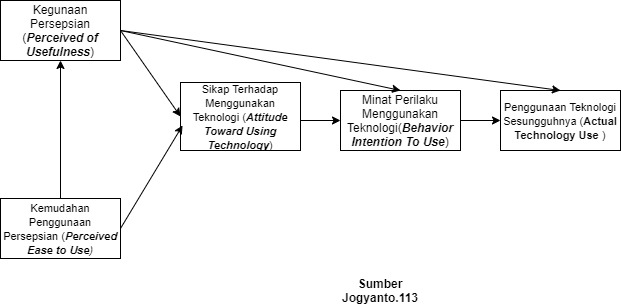 Kegunaan
Persepsian
(Perceived of
Usefulness)
Sikap Terhadap
Menggunakan
Teknologi (Attitude
Toward Using
Technology)
Minat Perilaku
Menggunakan
Teknologi(Behavior
Intention To Use)
Penggunaan Teknologi
Sesungguhnya (Actual
Technology Use )
Kemudahan
Penggunaan
Persepsian (Perceived
Ease to Use)
Sumber
Jogyanto.113